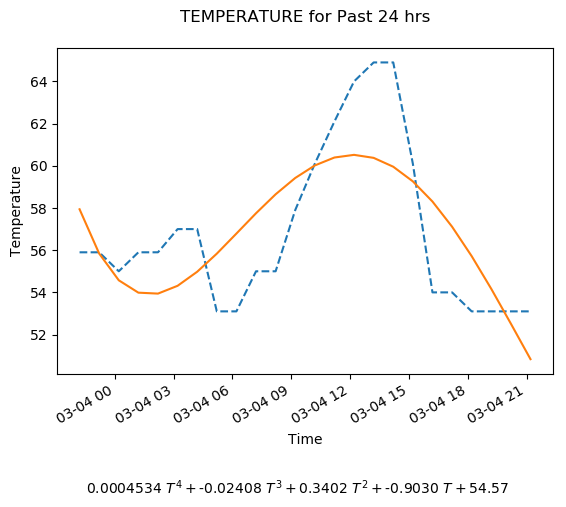 TEMPERATURE for Past 24 hrs
64
62
60
58
56
54
52
Temperature
03-04 00 03-04 03 03-04 06 03-04 09 03-04 12 03-04 15 03-04 18 03-04 21
Time
0.0004534 T⁴ + -0.02408 T³ + 0.3402 T² + -0.9030 T + 54.57